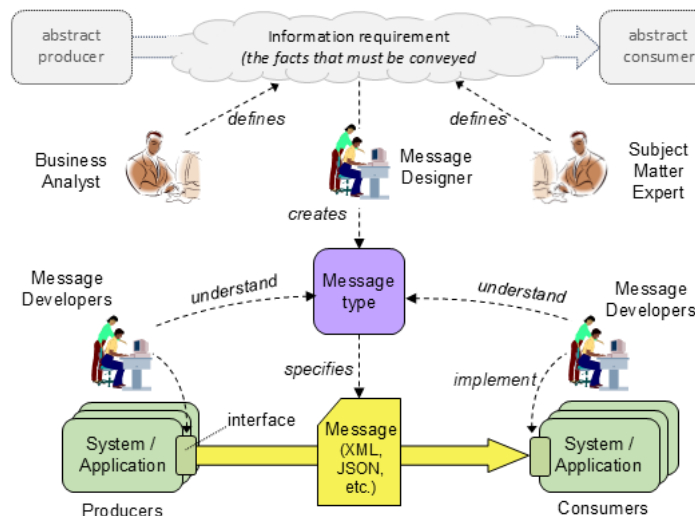 abstract
producer
Information requirement
(the facts that must be conveyed
abstract
consumer
defines
defines
Business
Analyst
Message
Designer
Subject
Matter
Expert
creates
Message
Developers
understand
Message
type
understand
Message
Developers
specifies
implement
interface
System /
Application
Message
(XML,
JSON,
etc.)
System /
Application
Producers
Consumers